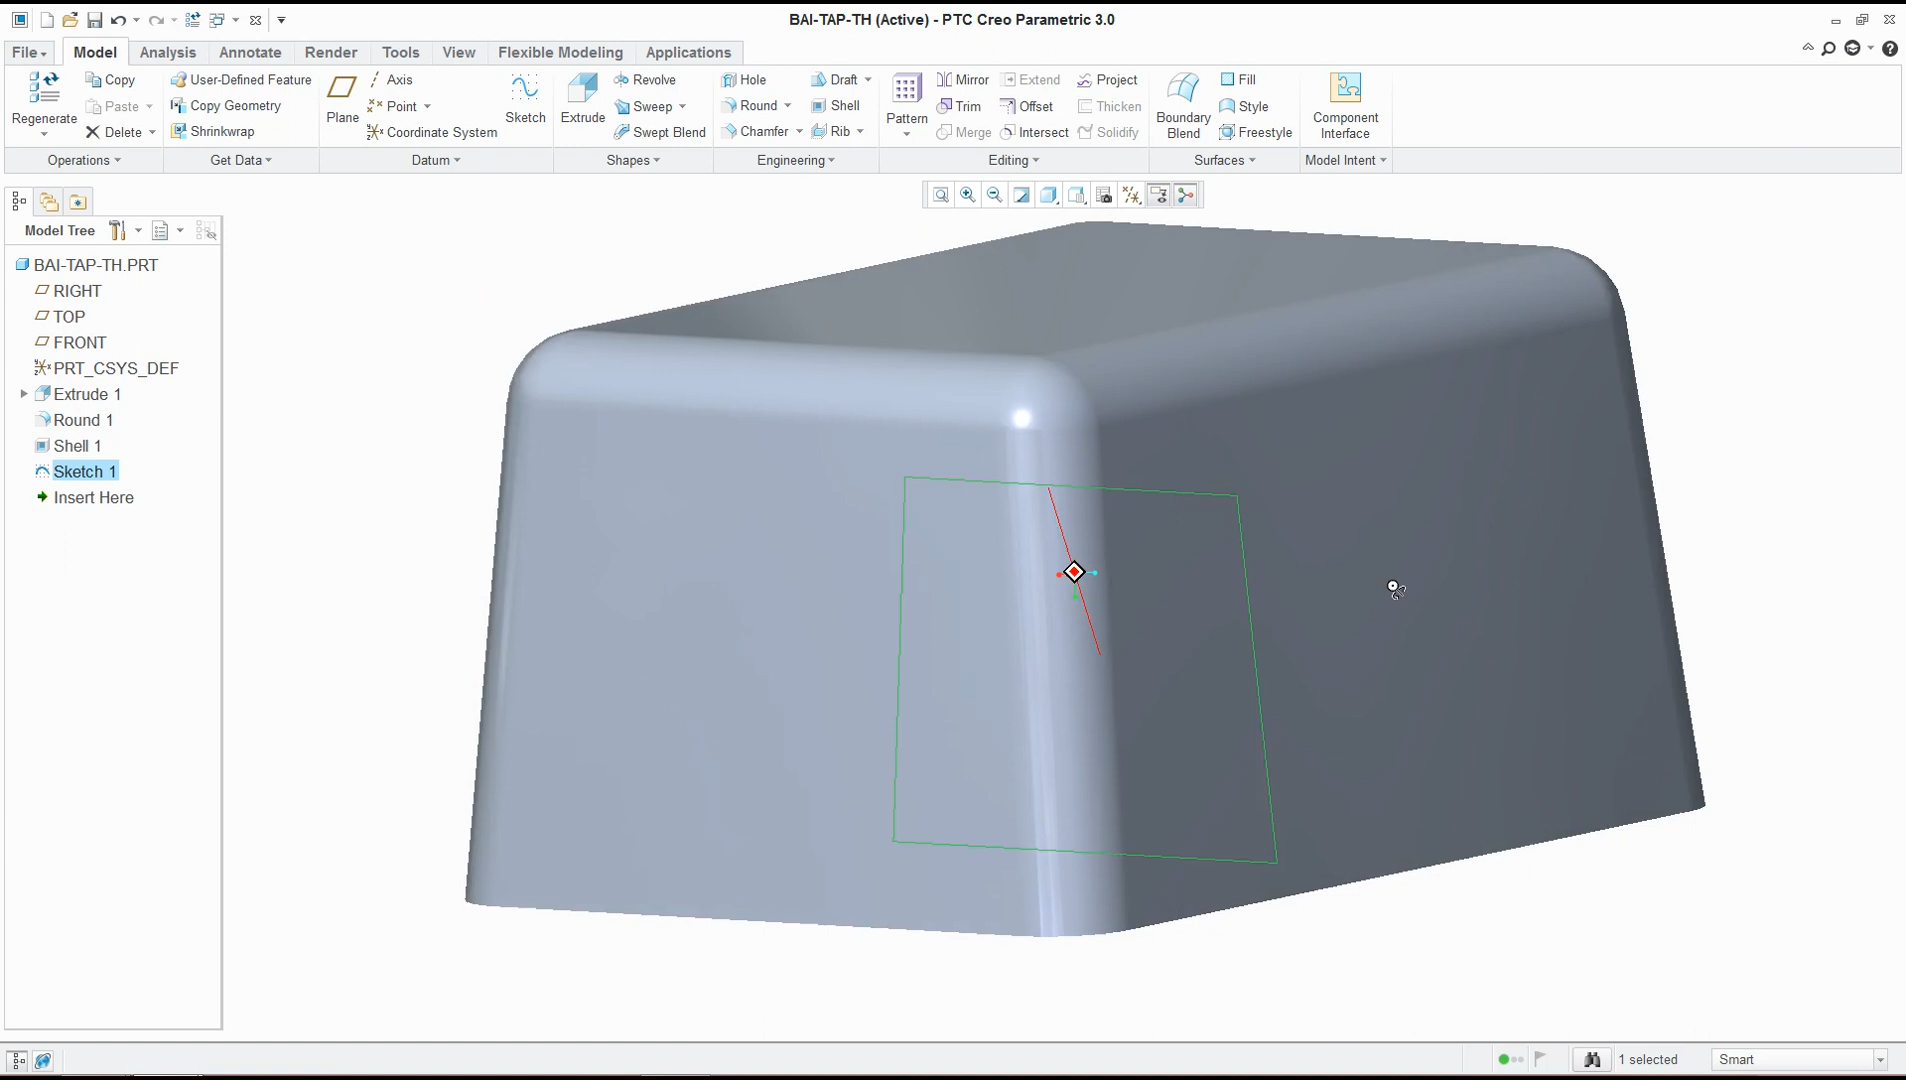 BAI-TAP-TH (Active) - PTC Creo Parametric 3.0
File Model Analysis Annotate Render Tools View Flexible Modeling Applications
Regenerate Copy Paste Delete
User-Defined Feature Copy Geometry Shrinkwrap
Plane Axis Point Coordinate System Sketch
Extrude Revolve Sweep Swept Blend
Hole Round Chamfer Draft Shell Rib
Pattern Mirror Extend Project Trim Offset Thicken Merge Intersect Solidify
Boundary Blend Fill Style Freestyle
Component Interface
Operations Get Data Datum Shapes Engineering Editing Surfaces Model Intent
Model Tree
BAI-TAP-TH.PRT
RIGHT
TOP
FRONT
PRT_CSYS_DEF
Extrude 1
Round 1
Shell 1
Sketch 1
Insert Here
1 selected Smart